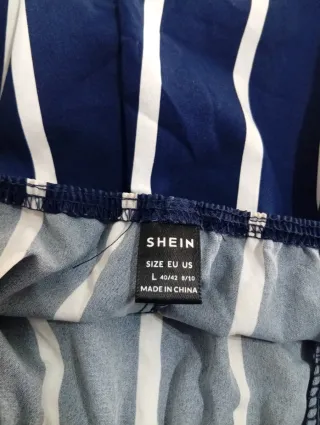 SHEIN
SIZE EU US
L 40/42 8/10
MADE IN CHINA